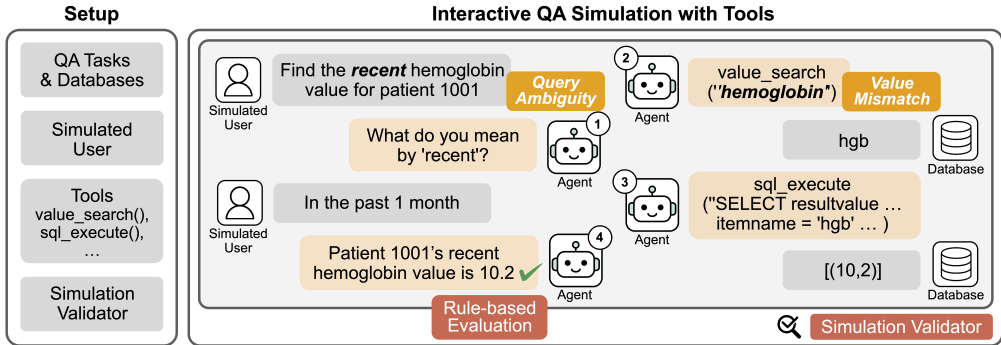 Setup
QA Tasks
& Databases
Simulated
User
Tools
value_search(),
sql_execute(),
...
Simulation
Validator
Interactive QA Simulation with Tools
Simulated
User
Find the recent hemoglobin
value for patient 1001
Query
Ambiguity
1
What do you mean
by 'recent'?
Agent
Simulated
User
In the past 1 month
2
Agent
value_search
("hemoglobin")
Value
Mismatch
hgb
Database
3
Agent
sql_execute
("SELECT resultvalue ...
itemname = 'hgb' ... )
[(10,2)]
Database
4
Patient 1001's recent
hemoglobin value is 10.2
Agent
Rule-based
Evaluation
Simulation Validator